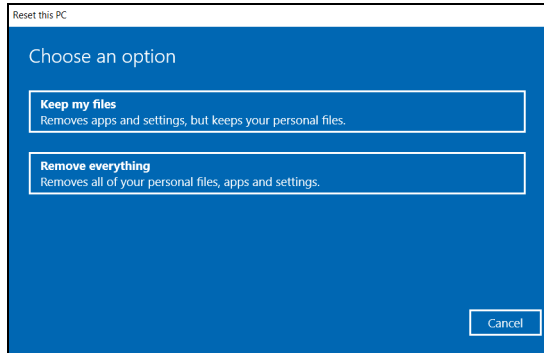 Reset this PC
Choose an option
Keep my files
Removes apps and settings, but keeps your personal files.
Remove everything
Removes all of your personal files, apps and settings.
Cancel